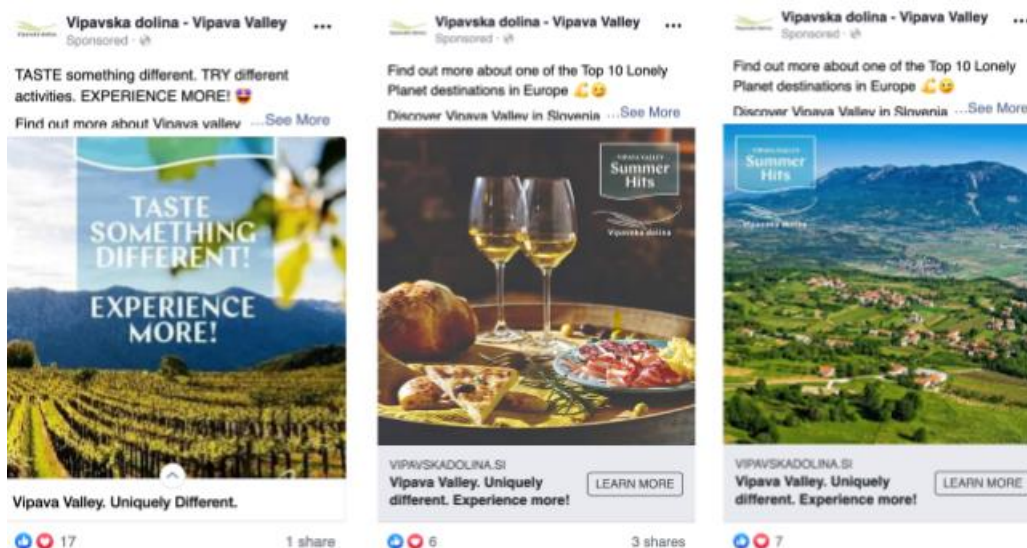 Vipavska dolina - Vipava Valley
Sponsored ·
TASTE something different. TRY different
activities. EXPERIENCE MORE! 🤩
Find out more about Vipava valley ...See More
TASTE
SOMETHING
DIFFERENT!
EXPERIENCE
MORE!
Vipava Valley. Uniquely Different.
17 1 share
Vipavska dolina - Vipava Valley
Sponsored ·
Find out more about one of the Top 10 Lonely
Planet destinations in Europe 💪😉
Discover Vipava Valley in Slovenia ...See More
VIPAVA VALLEY
Summer
Hits
Vipavska dolina
VIPAVSKADOLINA.SI
Vipava Valley. Uniquely
different. Experience more!
LEARN MORE
6 3 shares
Vipavska dolina - Vipava Valley
Sponsored ·
Find out more about one of the Top 10 Lonely
Planet destinations in Europe 💪😉
Discover Vipava Valley in Slovenia ...See More
VIPAVA VALLEY
Summer
Hits
Vipavska dolina
VIPAVSKADOLINA.SI
Vipava Valley. Uniquely
different. Experience more!
LEARN MORE
7